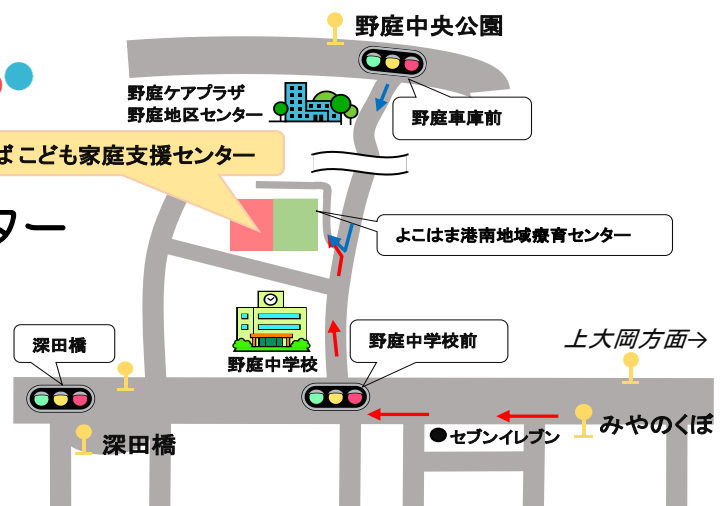 野庭中央公園
野庭ケアプラザ
野庭地区センター
野庭車庫前
ばこども家庭支援センター
ター
よこはま港南地域療育センター
深田橋
野庭中学校前
上大岡方面→
野庭中学校
みやのくぼ
セブンイレブン
深田橋